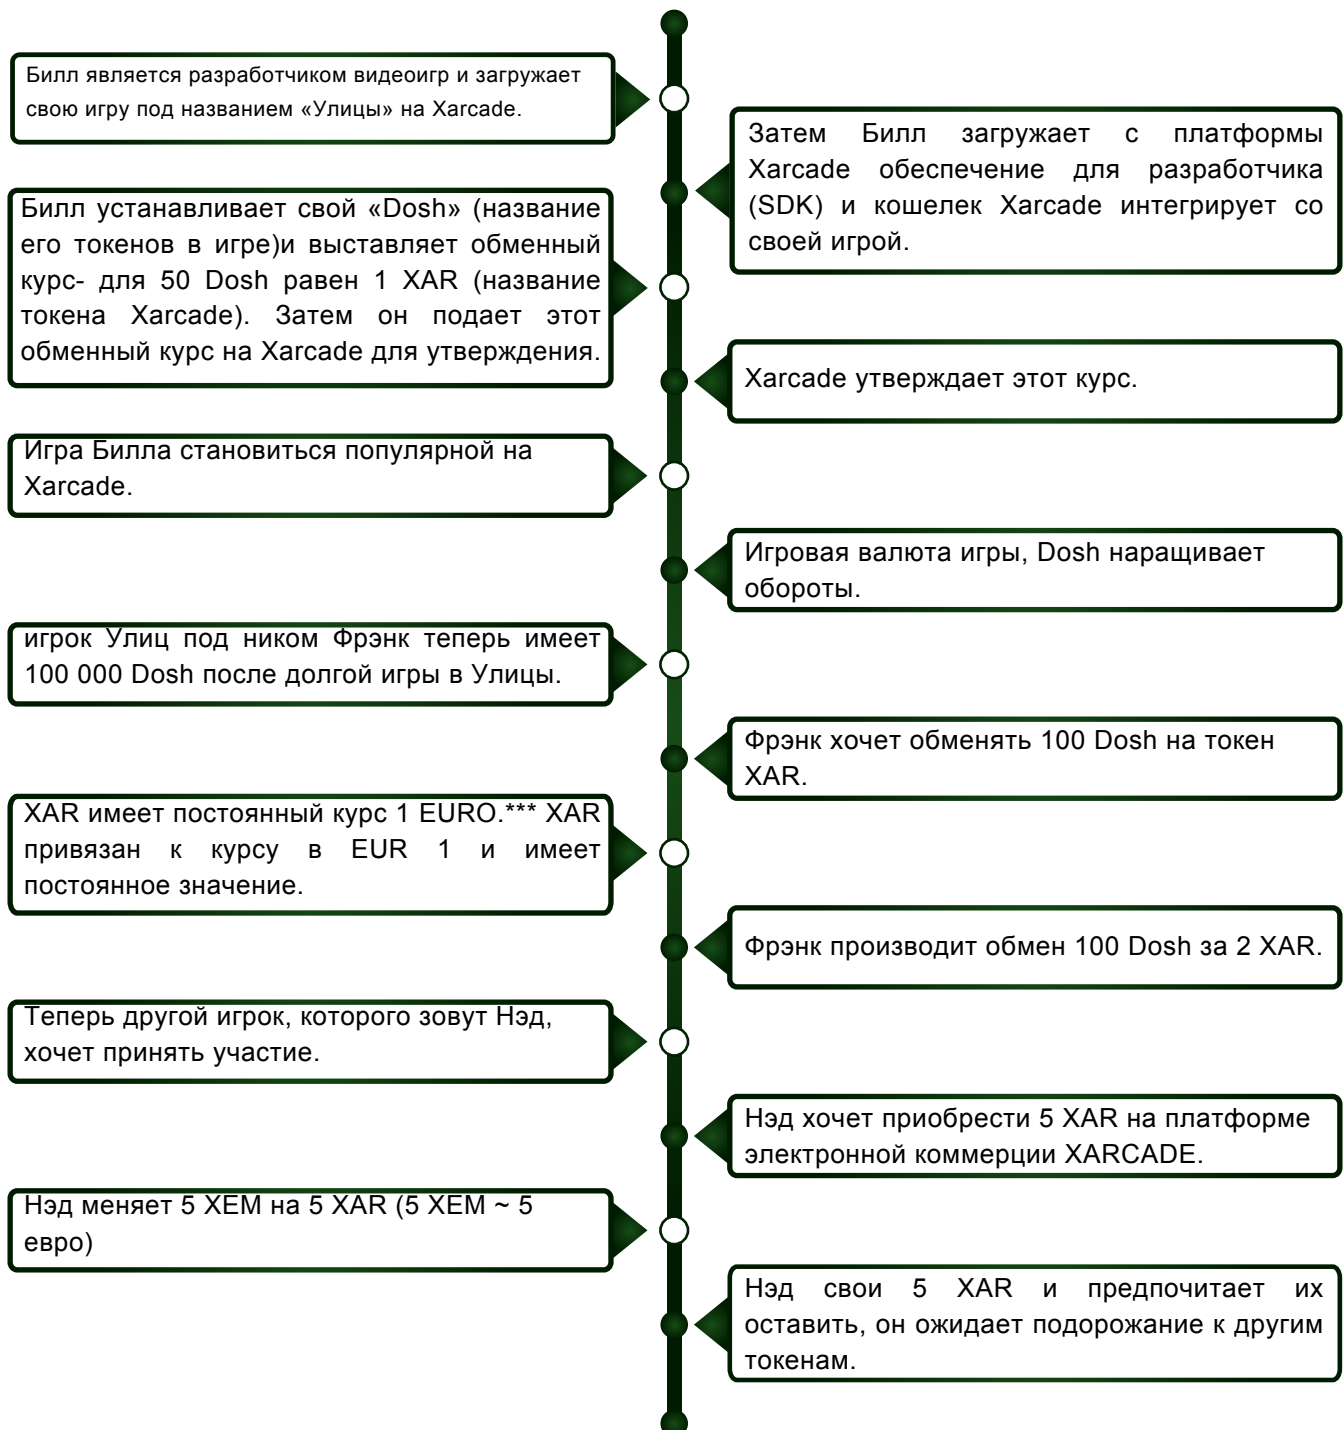 Билл является разработчиком видеоигр и загружает
свою игру под названием «Улицы» на Xarcade.
Затем Билл загружает с платформы
Xarcade обеспечение для разработчика
(SDK) и кошелек Xarcade интегрирует со
своей игрой.
Билл устанавливает свой «Dosh» (название
его токенов в игре)и выставляет обменный
курс- для 50 Dosh равен 1 XAR (название
токена Xarcade). Затем он подает этот
обменный курс на Xarcade для утверждения.
Xarcade утверждает этот курс.
Игра Билла становиться популярной на
Xarcade.
Игровая валюта игры, Dosh наращивает
обороты.
игрок Улиц под ником Фрэнк теперь имеет
100 000 Dosh после долгой игры в Улицы.
Фрэнк хочет обменять 100 Dosh на токен
XAR.
XAR имеет постоянный курс 1 EURO.*** XAR
привязан к курсу в EUR 1 и имеет
постоянное значение.
Фрэнк производит обмен 100 Dosh за 2 XAR.
Теперь другой игрок, которого зовут Нэд,
хочет принять участие.
Нэд хочет приобрести 5 XAR на платформе
электронной коммерции XARCADE.
Нэд меняет 5 XEM на 5 XAR (5 XEM ~ 5
евро)
Нэд свои 5 XAR и предпочитает их
оставить, он ожидает подорожание к другим
токенам.